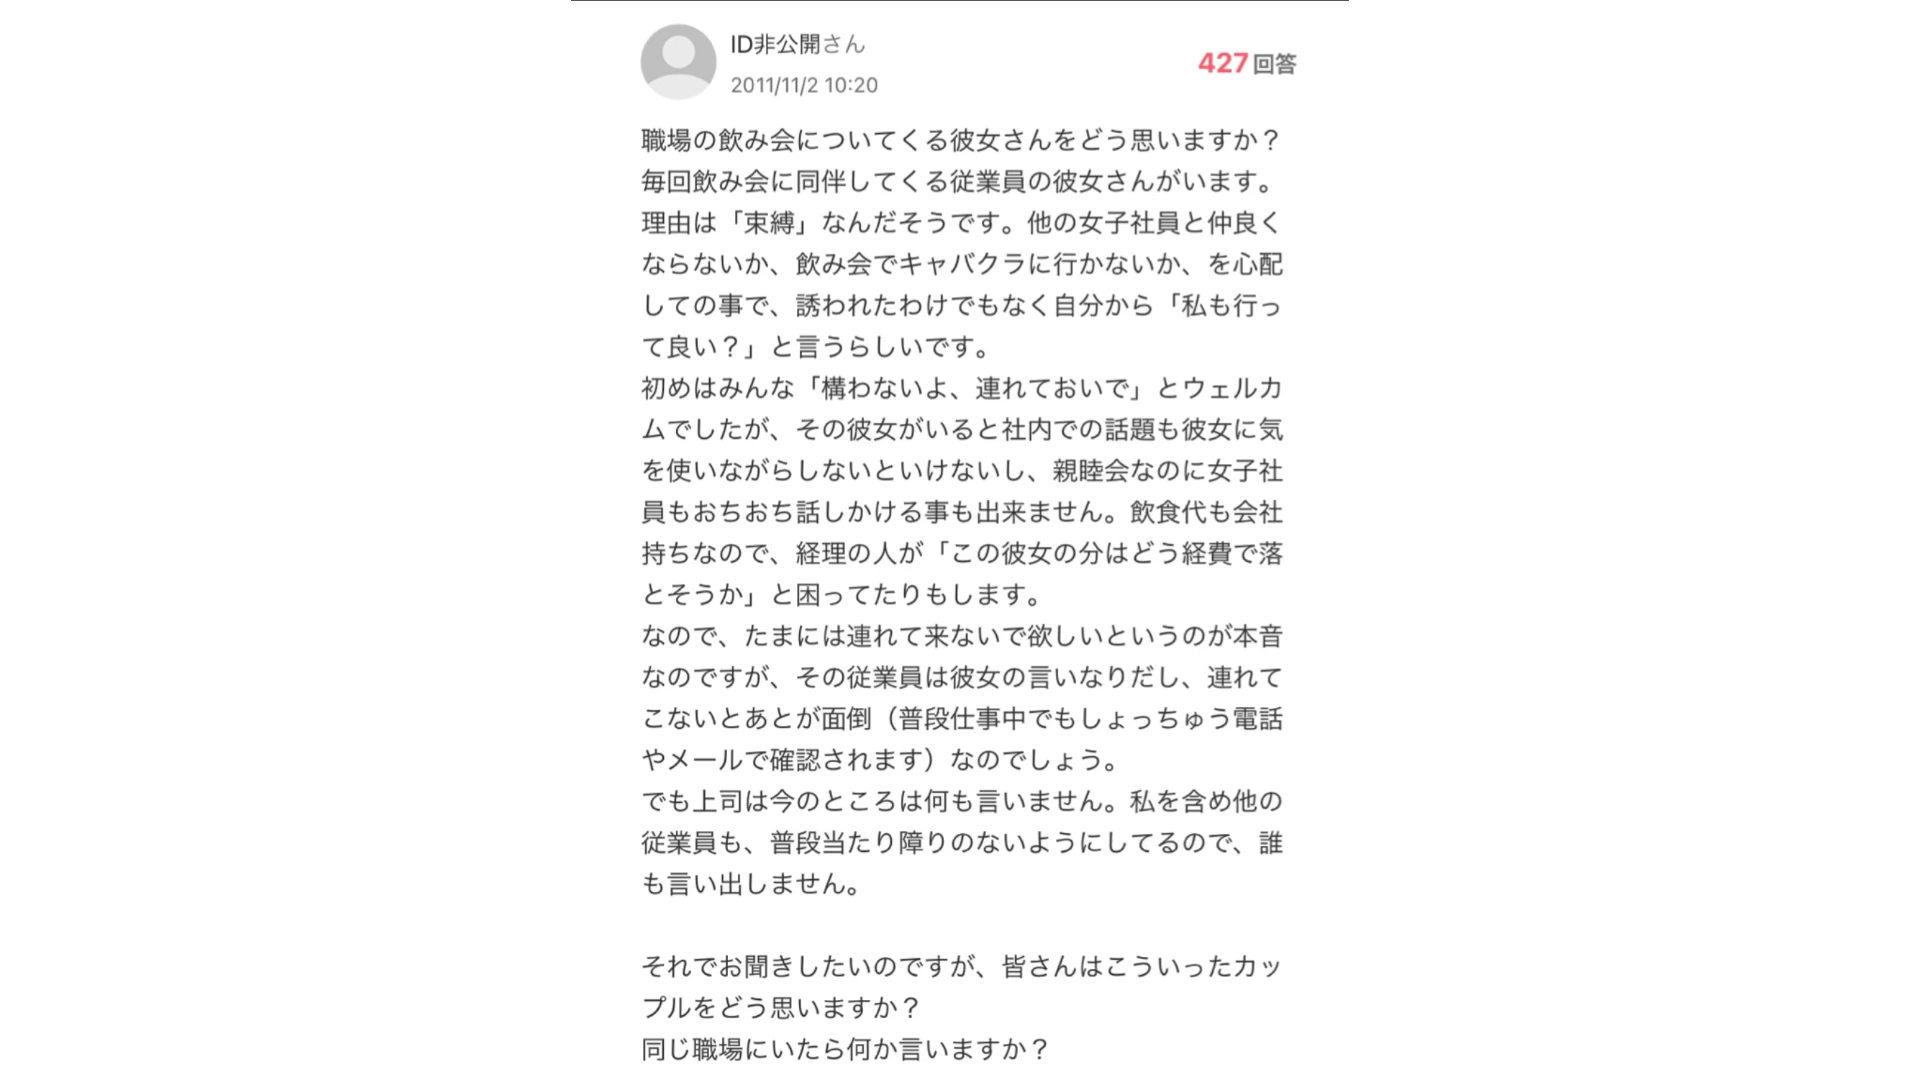 ID非公開さん
427回答
2011/11/2 10:20
職場の飲み会についてくる彼女さんをどう思いますか？
毎回飲み会に同伴してくる従業員の彼女さんがいます。
理由は「束縛」なんだそうです。他の女子社員と仲良く
ならないか、飲み会でキャバクラに行かないか、を心配
しての事で、誘われたわけでもなく自分から「私も行っ
て良い？」と言うらしいです。
初めはみんな「構わないよ、連れておいで」とウェルカ
ムでしたが、その彼女がいると社内での話題も彼女に気
を使いながらしないといけないし、親睦会なのに女子社
員もおちおち話しかける事も出来ません。飲食代も会社
持ちなので、経理の人が「この彼女の分はどう経費で落
とそうか」と困ってたりもします。
なので、たまには連れて来ないで欲しいというのが本音
なのですが、その従業員は彼女の言いなりだし、連れて
こないとあとが面倒（普段仕事中でもしょっちゅう電話
やメールで確認されます）なのでしょう。
でも上司は今のところは何も言いません。私を含め他の
従業員も、普段当たり障りのないようにしてるので、誰
も言い出しません。
それでお聞きしたいのですが、皆さんはこういったカッ
プルをどう思いますか？
同じ職場にいたら何か言いますか？